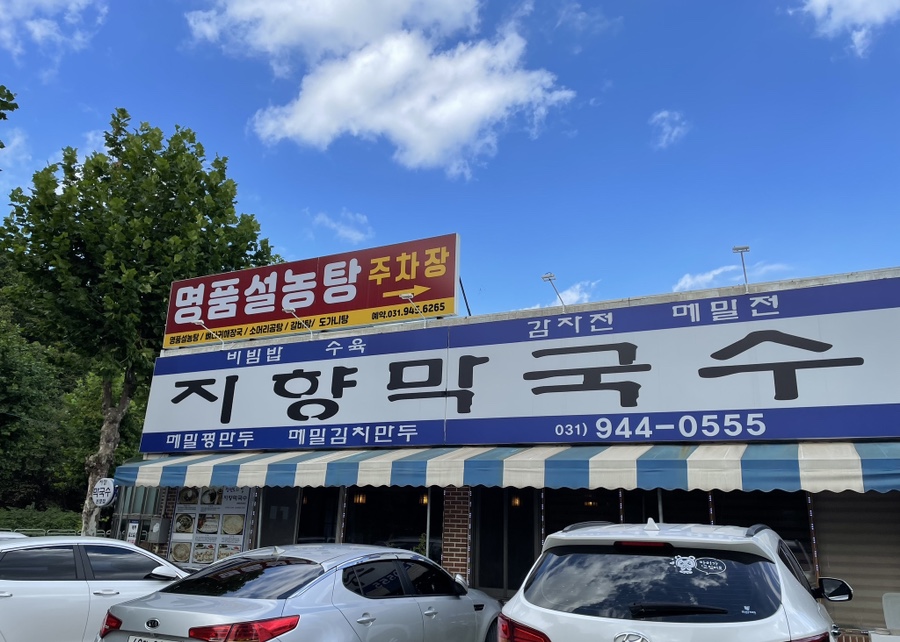 명품설농탕 주차장
예약.031.945.6265
명품설농탕 / 뼈다귀해장국 / 소머리곰탕 / 갈비탕 / 도가니탕
비빔밥 수육 감자전 메밀전
지향막국수
메밀평만두 메밀김치만두 031) 944-0555
막국수